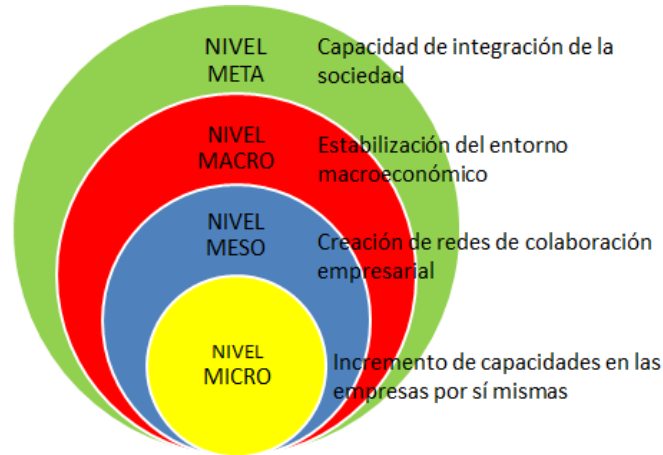 NIVEL
META
Capacidad de integración de la
sociedad
NIVEL
MACRO
Estabilización del entorno
macroeconómico
NIVEL
MESO
Creación de redes de colaboración
empresarial
NIVEL
MICRO
Incremento de capacidades en las
empresas por sí mismas